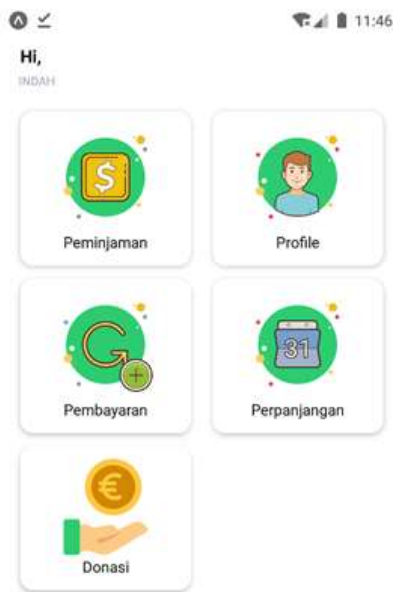 11:46
Hi,
INDAH
$
Peminjaman
Profile
31
Pembayaran
Perpanjangan
€
Donasi